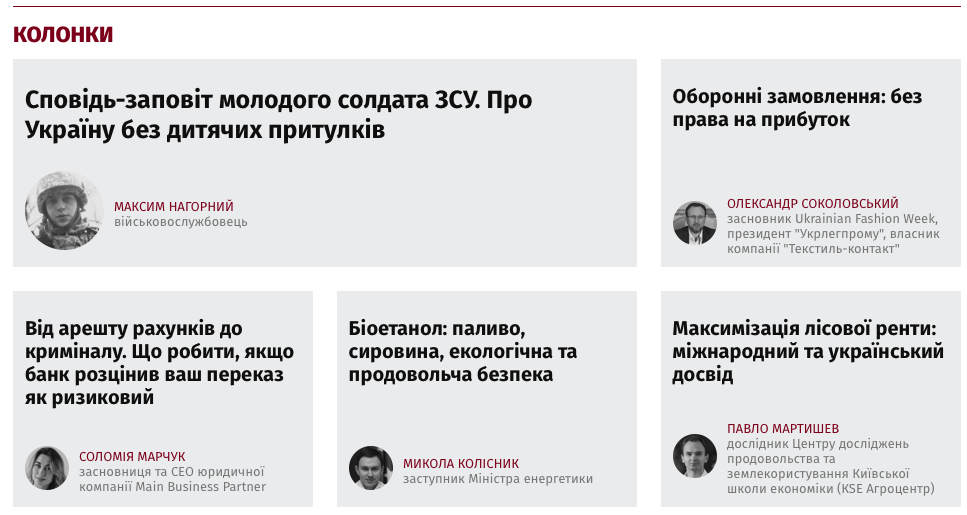 КОЛОНКИ
Сповідь-заповіт молодого солдата ЗСУ. Про
Україну без дитячих притулків
МАКСИМ НАГОРНИЙ
військовослужбовець
Оборонні замовлення: без
права на прибуток
ОЛЕКСАНДР СОКОЛОВСЬКИЙ
засновник Ukrainian Fashion Week,
президент "Укрлегпрому", власник
компанії "Текстиль-контакт"
Від арешту рахунків до
криміналу. Що робити, якщо
банк розцінив ваш переказ
як ризиковий
СОЛОМІЯ МАРЧУК
засновниця та CEO юридичної
компанії Main Business Partner
Біоетанол: паливо,
сировина, екологічна та
продовольча безпека
МИКОЛА КОЛІСНИК
заступник Міністра енергетики
Максимізація лісової ренти:
міжнародний та український
досвід
ПАВЛО МАРТИШЕВ
дослідник Центру досліджень
продовольства та
землекористування Київської
школи економіки (KSE Агроцентр)